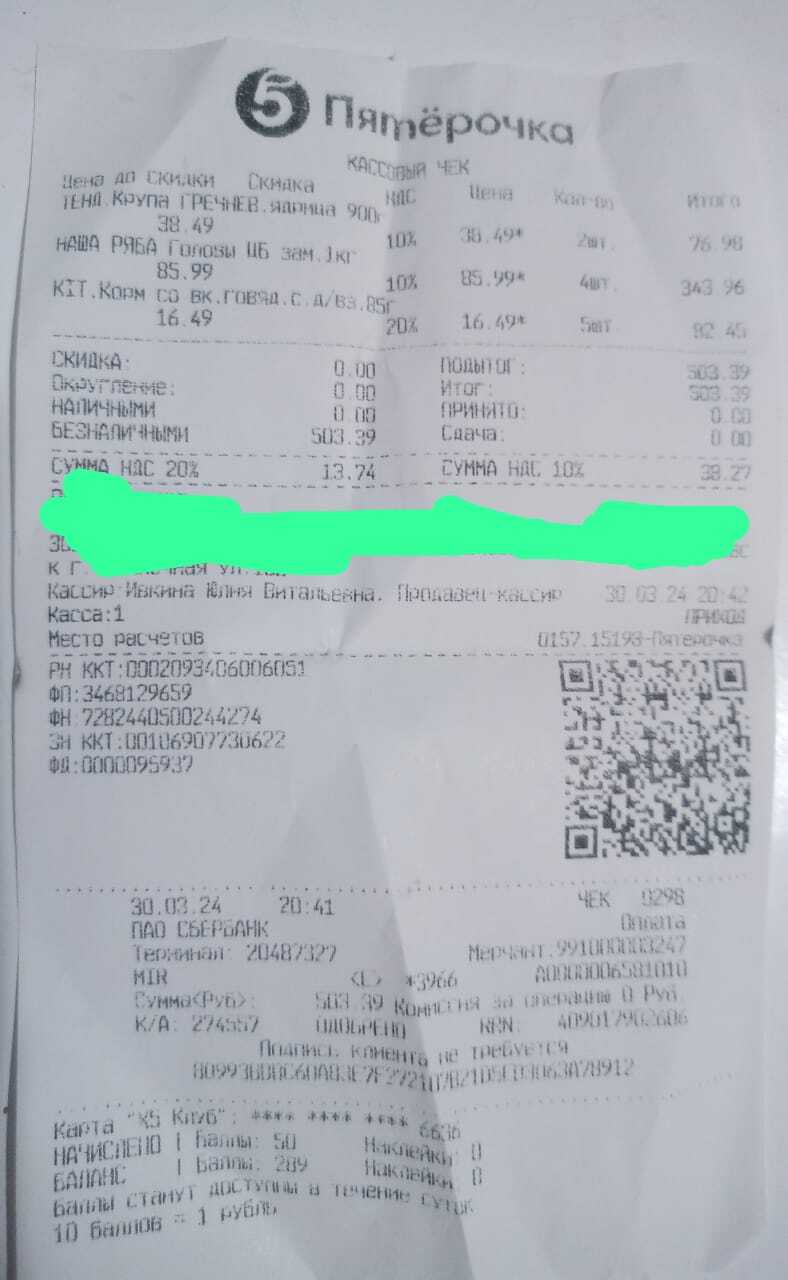 5 Пятёрочка
КАССОВЫЙ ЧЕК
Цена до скидки Скидка НДС Цена Кол-во Итого
ТЕНД.Крупа ГРЕЧНЕВ.ядрица 900г
38.49 10% 38.49* 2шт. 76.98
НАША РЯБА Головы ЦБ зам.1кг
85.99 10% 85.99* 4шт. 343.96
KIT.Корм со вк.говяд.с.д/вз.85г
16.49 20% 16.49* 5шт. 82.45
СКИДКА: 0.00 ПОДЫТОГ: 503.39
Округление: 0.00 Итог: 503.39
НАЛИЧНЫМИ 0.00 ПРИНЯТО: 0.00
БЕЗНАЛИЧНЫМИ 503.39 Сдача: 0.00
СУММА НДС 20% 13.74 СУММА НДС 10% 38.27
к г.
Кассир:Ивкина Юлия Витальевна. Продавец-кассир 30.03.24 20:42
Касса:1 ПРИХОД
Место расчетов 0157.15193-Пятерочка
РН ККТ:0002093406006051
ФП:3468129659
ФН:7282440500244274
ЗН ККТ:00106907730622
ФД:0000095937
30.03.24 20:41 ЧЕК 0298
ПАО СБЕРБАНК Оплата
Терминал: 20487327 Мерчант:991000003247
MIR <L> *3966 A0000006581010
Сумма(Руб): 503.39 Комиссия за операцию 0 Руб.
К/А: 274557 ОДОБРЕНО RRN: 409017902606
Подпись клиента не требуется
Карта "X5 Клуб": **** **** **** 6636
НАЧИСЛЕНО | Баллы: 50 Наклейки: 0
БАЛАНС | Баллы: 289 Наклейки: 0
Баллы станут доступны в течение суток
10 баллов = 1 рубль